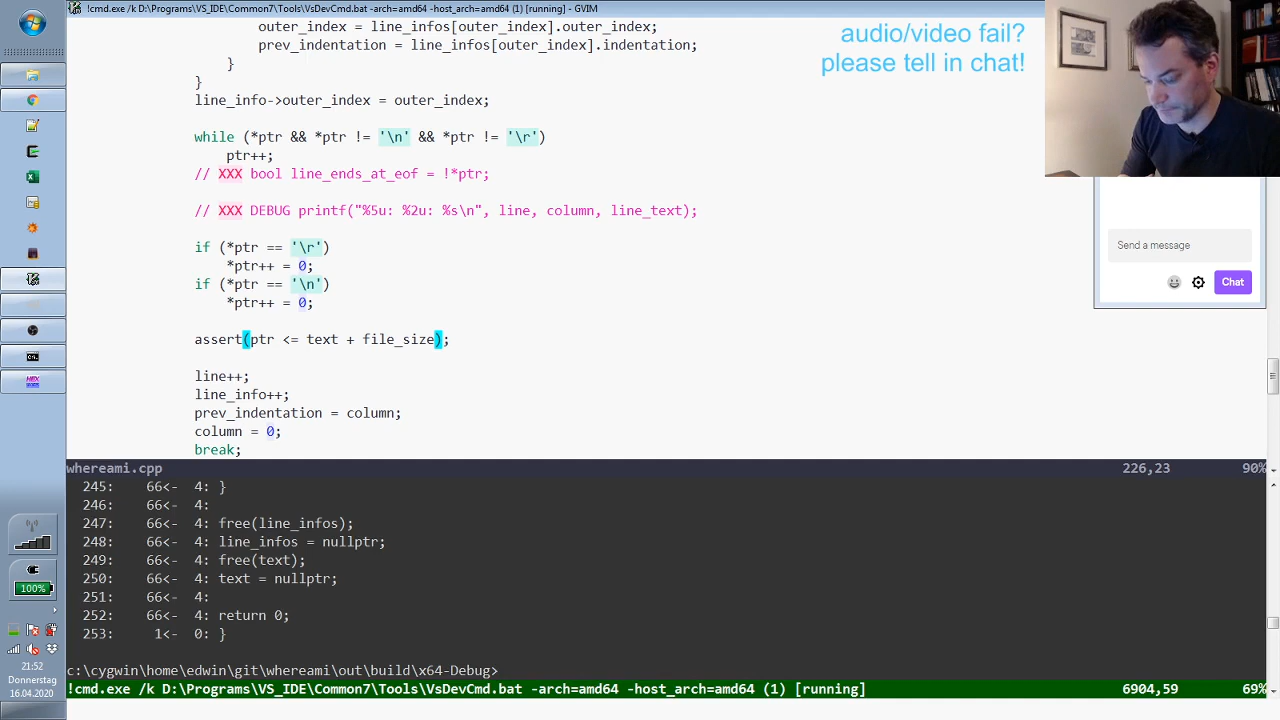 !cmd.exe /k D:\Programs\VS_IDE\Common7\Tools\VsDevCmd.bat -arch=amd64 -host_arch=amd64 (1) [running] - GVIM
outer_index = line_infos[outer_index].outer_index;
prev_indentation = line_infos[outer_index].indentation;
}
}
line_info->outer_index = outer_index;
while (*ptr && *ptr != '\n' && *ptr != '\r')
ptr++;
// XXX bool line_ends_at_eof = !*ptr;
// XXX DEBUG printf("%5u: %2u: %s\n", line, column, line_text);
if (*ptr == '\r')
*ptr++ = 0;
if (*ptr == '\n')
*ptr++ = 0;
assert(ptr <= text + file_size);
line++;
line_info++;
prev_indentation = column;
column = 0;
break;
whereami.cpp 226,23 90%
245: 66<- 4: }
246: 66<- 4:
247: 66<- 4: free(line_infos);
248: 66<- 4: line_infos = nullptr;
249: 66<- 4: free(text);
250: 66<- 4: text = nullptr;
251: 66<- 4:
252: 66<- 4: return 0;
253: 1<- 0: }
c:\cygwin\home\edwin\git\whereami\out\build\x64-Debug>
!cmd.exe /k D:\Programs\VS_IDE\Common7\Tools\VsDevCmd.bat -arch=amd64 -host_arch=amd64 (1) [running] 6904,59 69%
audio/video fail?
please tell in chat!
Send a message
Chat
100%
21:52
Donnerstag
16.04.2020